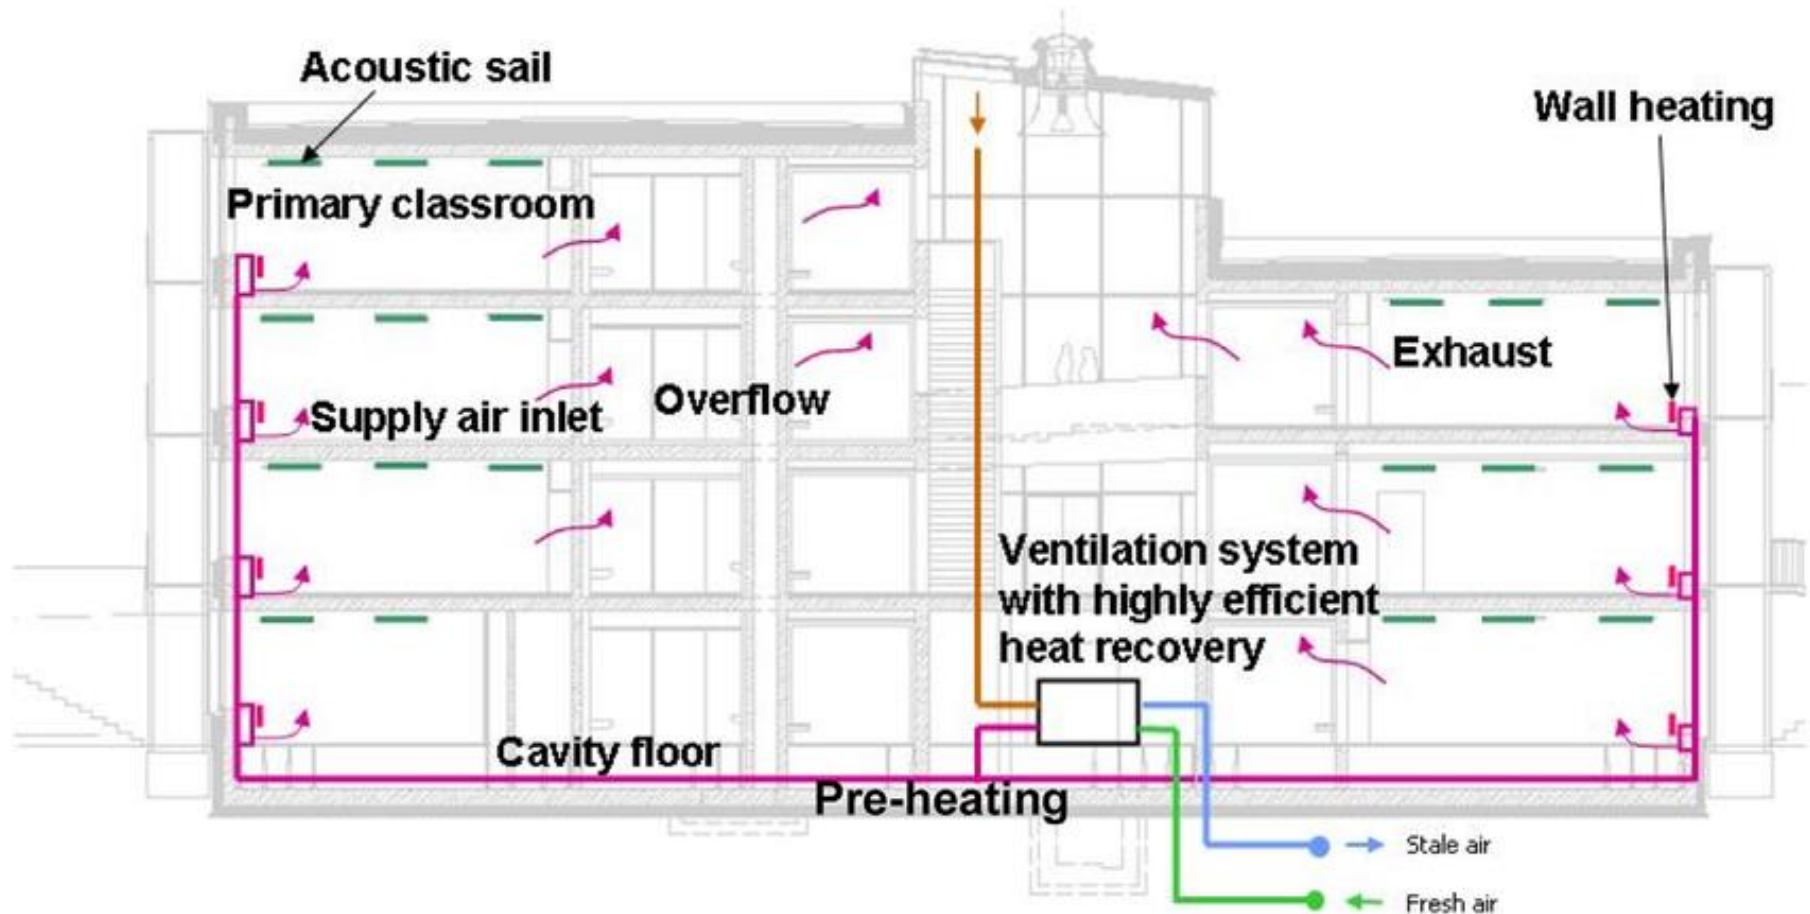 Acoustic sail
Wall heating
Primary classroom
Exhaust
Overflow
Supply air inlet
Ventilation system
with highly efficient
heat recovery
Cavity floor
Pre-heating
Stale air
Fresh air